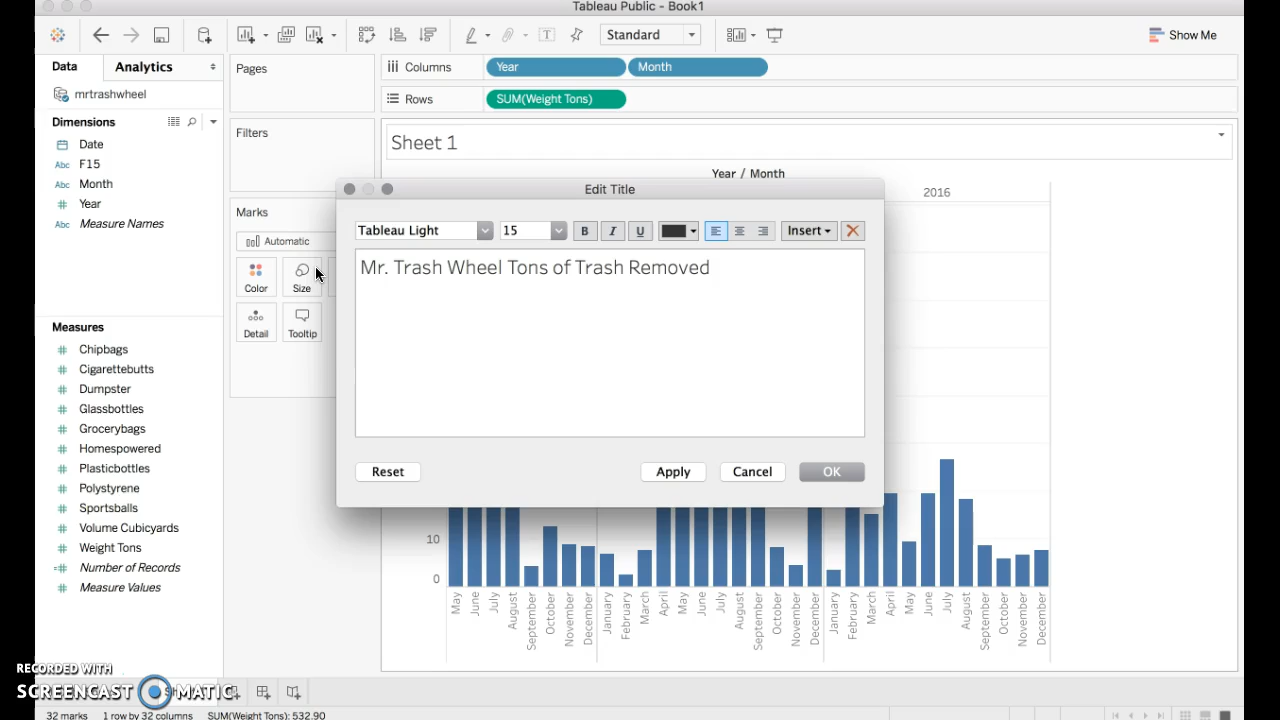 Tableau Public - Book1
Standard
Show Me
Data
Analytics
Pages
Columns
Year
Month
mrtrashwheel
Rows
SUM(Weight Tons)
Dimensions
Filters
Date
F15
Month
Year
Measure Names
Abc
Abc
Abc
Sheet 1
Year / Month
2016
Marks
Automatic
Color
Size
Detail
Tooltip
Edit Title
Tableau Light
15
B
I
U
Insert
Mr. Trash Wheel Tons of Trash Removed
Reset
Apply
Cancel
OK
Measures
Chipbags
Cigarettebutts
Dumpster
Glassbottles
Grocerybags
Homespowered
Plasticbottles
Polystyrene
Sportsballs
Volume Cubicyards
Weight Tons
Number of Records
Measure Values
10
0
May
June
July
August
September
October
November
December
January
February
March
April
May
June
July
August
September
October
November
December
January
February
March
April
May
June
July
August
September
October
November
December
RECORDED WITH
SCREENCAST MATIC
32 marks
1 row by 32 columns
SUM(Weight Tons): 532.90